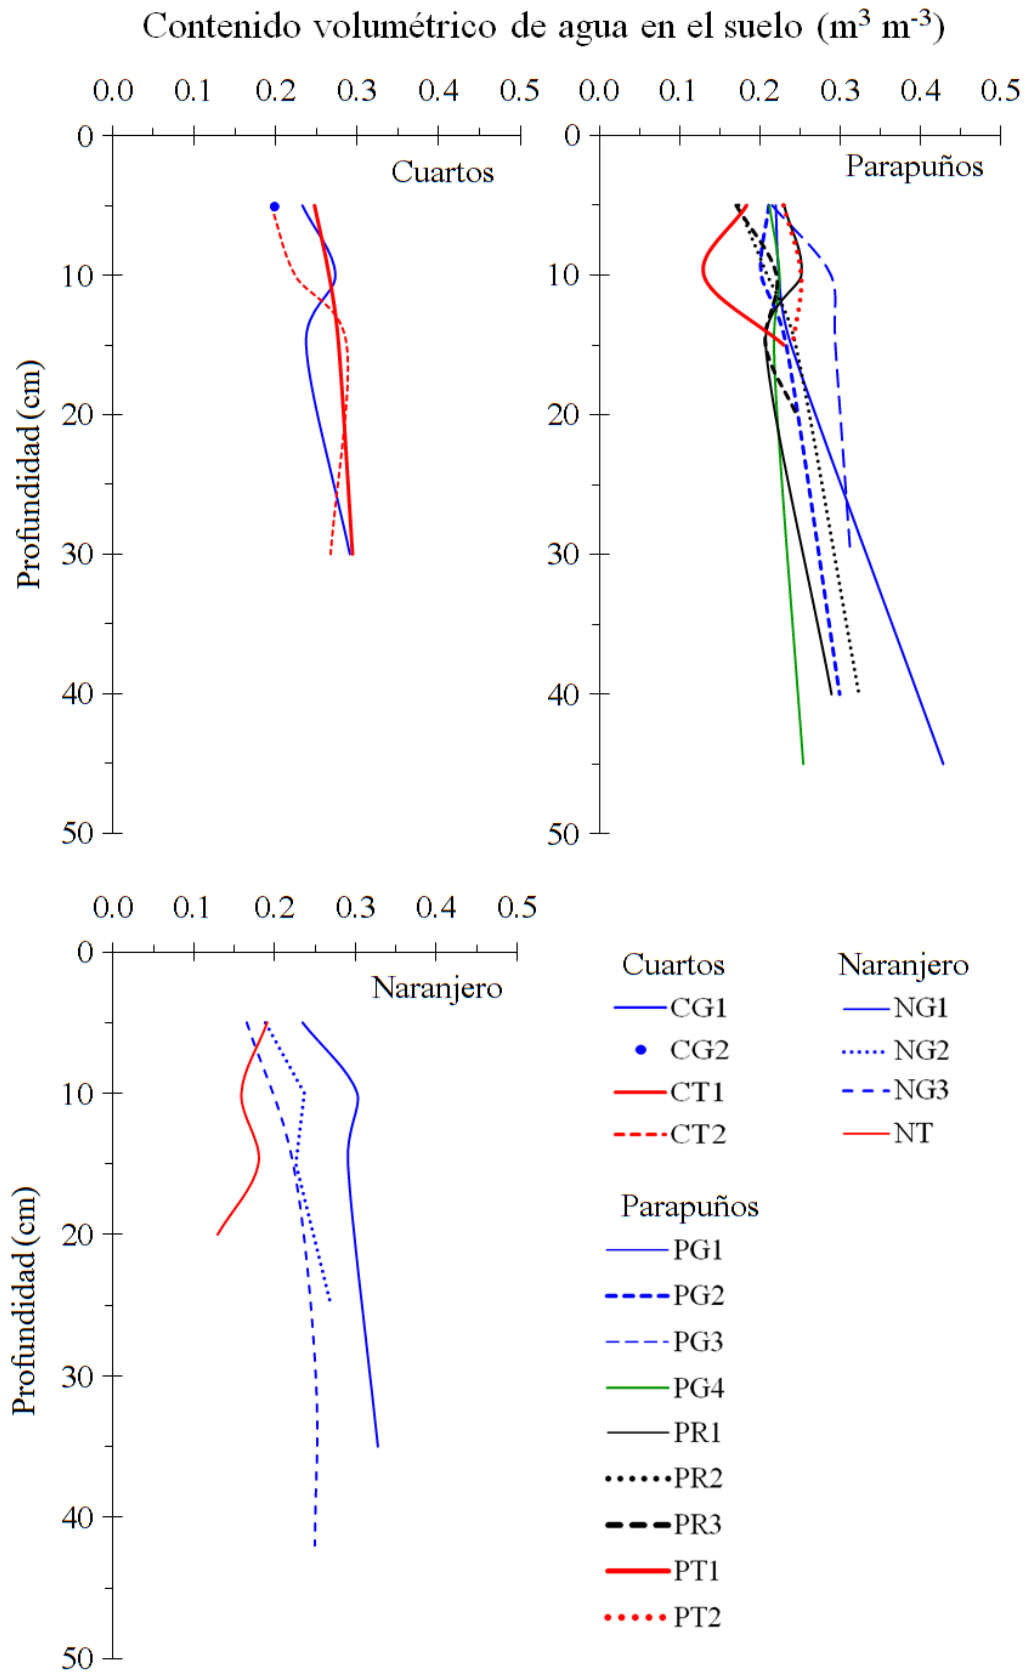 Contenido volumétrico de agua en el suelo (m³ m⁻³)
0.0 0.1 0.2 0.3 0.4 0.5
0
10
20
30
40
50
Cuartos
Profundidad (cm)
0.0 0.1 0.2 0.3 0.4 0.5
0
10
20
30
40
50
Parapuños
0.0 0.1 0.2 0.3 0.4 0.5
0
10
20
30
40
50
Naranjero
Profundidad (cm)
Cuartos
CG1
CG2
CT1
CT2
Naranjero
NG1
NG2
NG3
NT
Parapuños
PG1
PG2
PG3
PG4
PR1
PR2
PR3
PT1
PT2